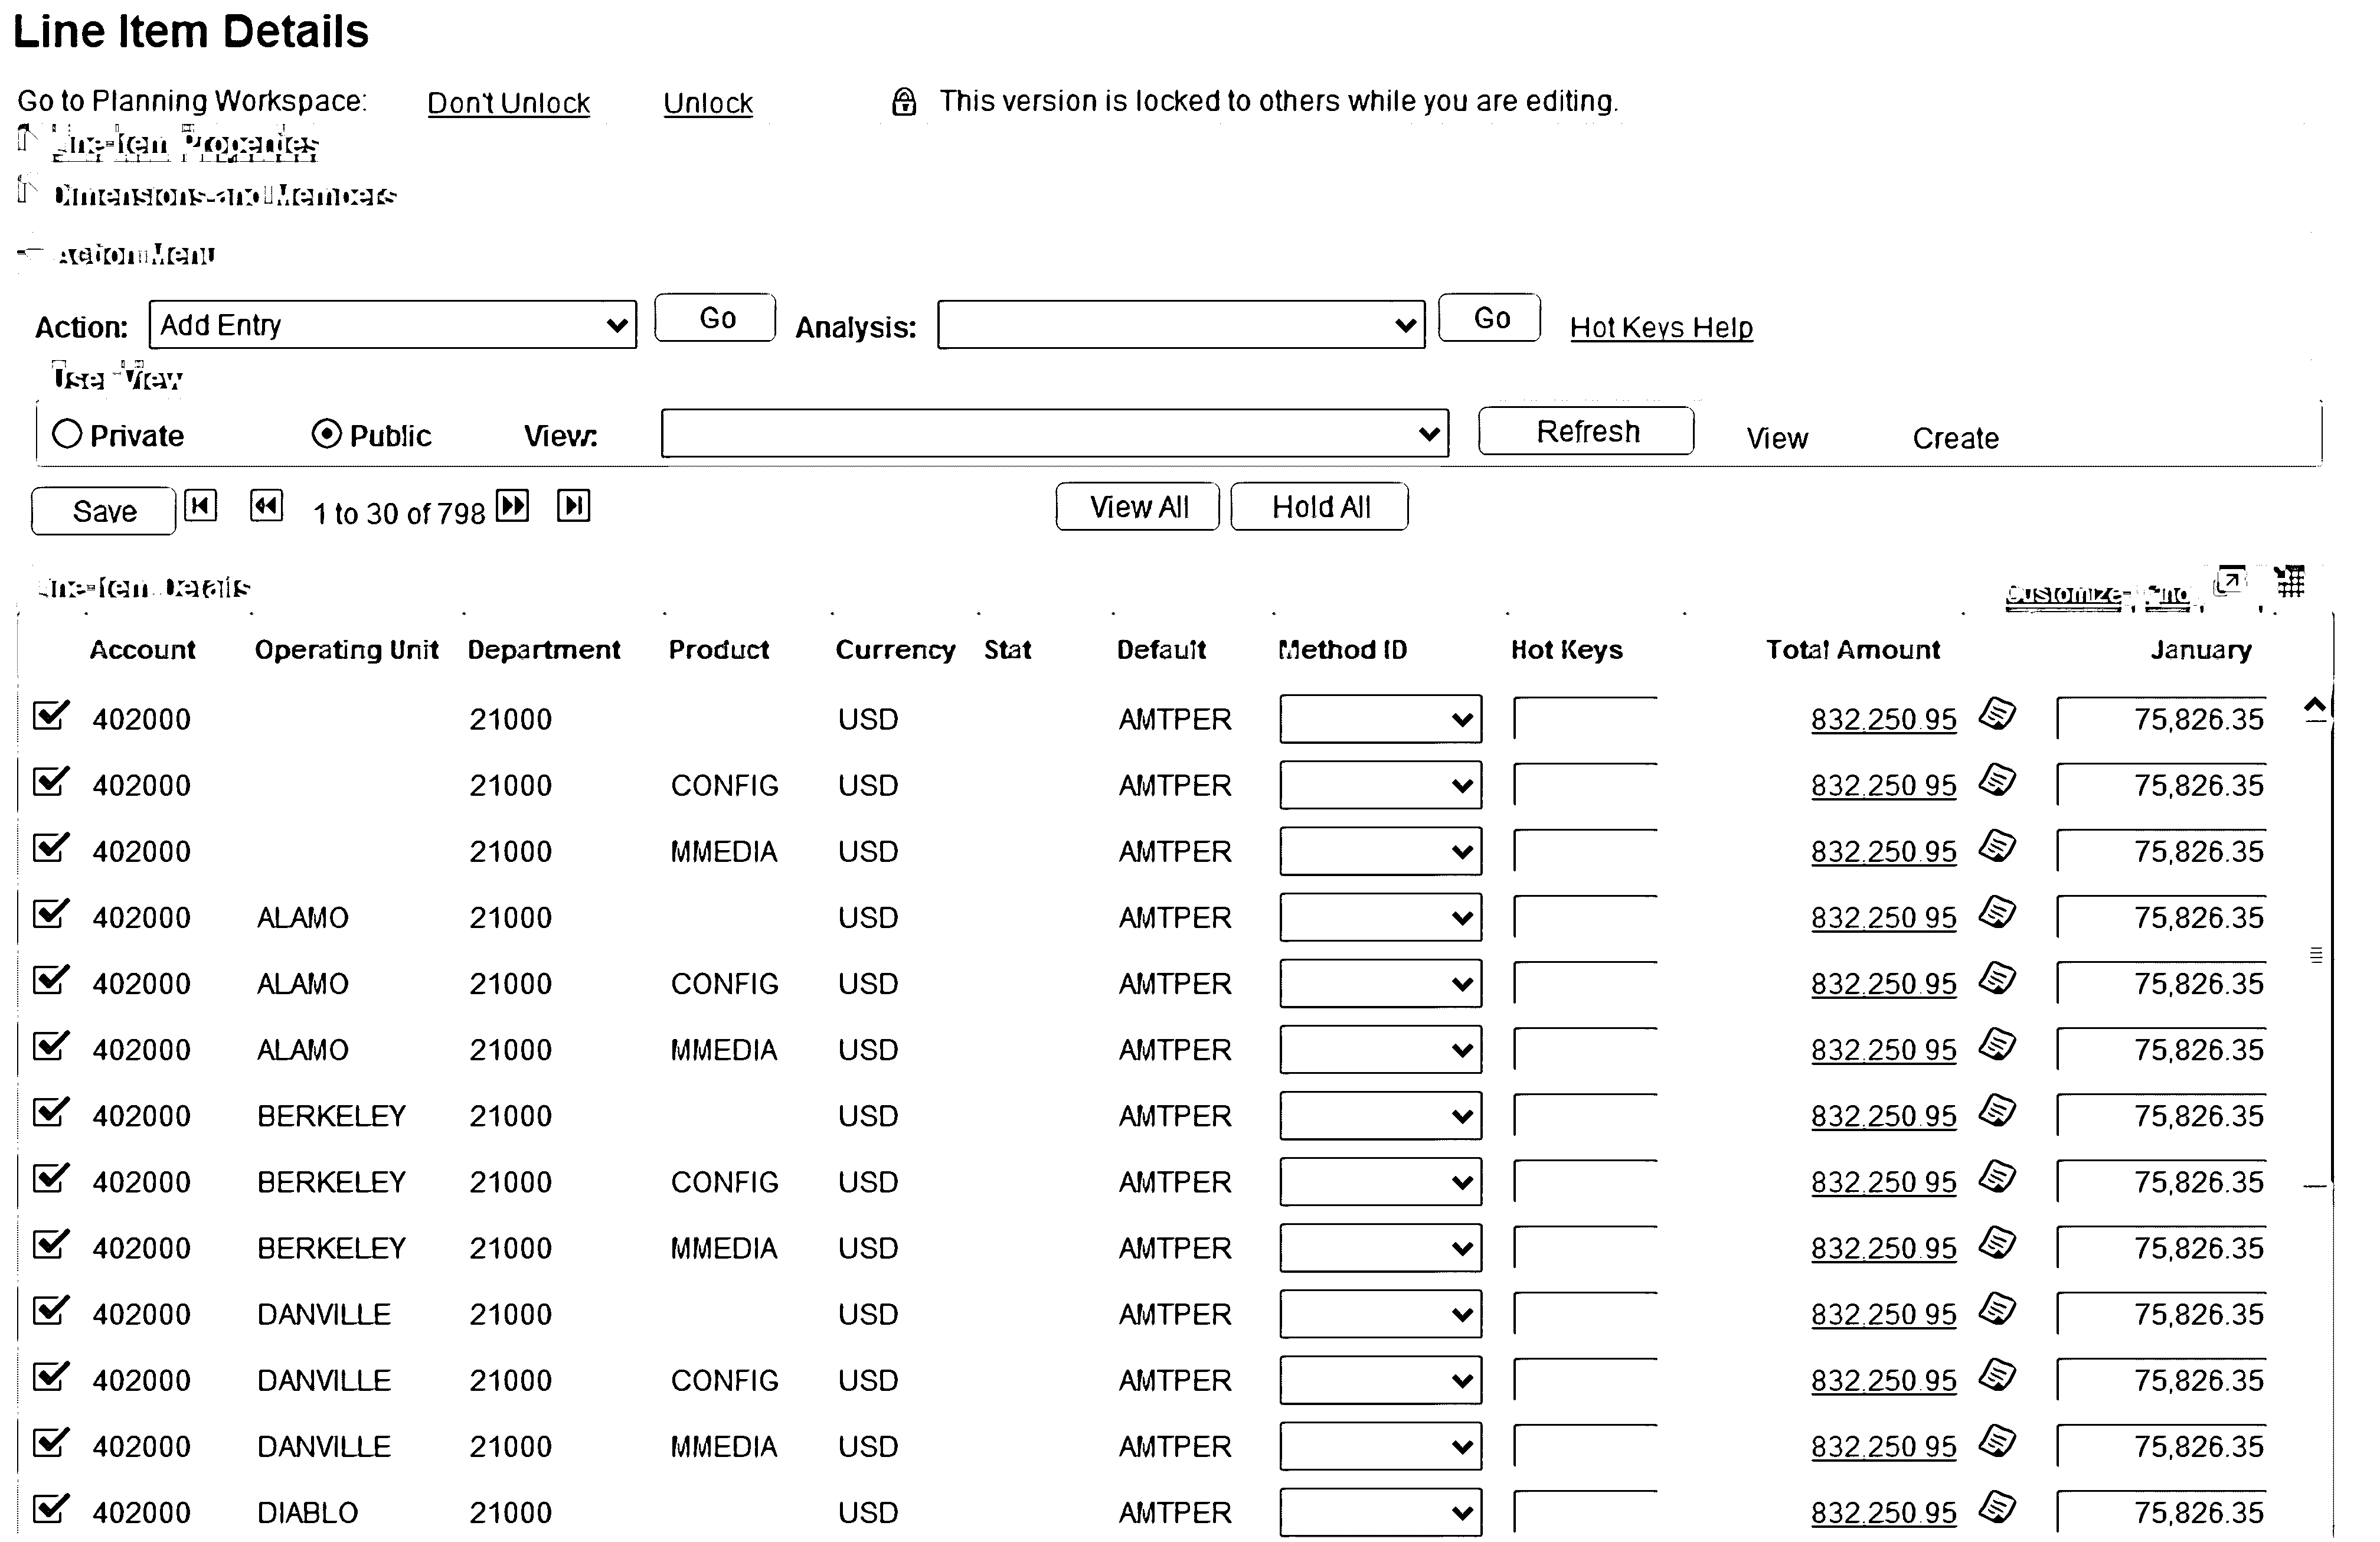 Line Item Details
Go to Planning Workspace: Don't Unlock Unlock This version is locked to others while you are editing.
Line Item Properties
Dimensions and Members
Action Menu
Action: Add Entry Go Analysis: Go Hot Keys Help
User View
Private Public View: Refresh View Create
Save 1 to 30 of 798 View All Hold All
Line Item Details Customize Find
Account Operating Unit Department Product Currency Stat Default Method ID Hot Keys Total Amount January
402000 21000 USD AMTPER 832,250.95 75,826.35
402000 21000 CONFIG USD AMTPER 832,250.95 75,826.35
402000 21000 MMEDIA USD AMTPER 832,250.95 75,826.35
402000 ALAMO 21000 USD AMTPER 832,250.95 75,826.35
402000 ALAMO 21000 CONFIG USD AMTPER 832,250.95 75,826.35
402000 ALAMO 21000 MMEDIA USD AMTPER 832,250.95 75,826.35
402000 BERKELEY 21000 USD AMTPER 832,250.95 75,826.35
402000 BERKELEY 21000 CONFIG USD AMTPER 832,250.95 75,826.35
402000 BERKELEY 21000 MMEDIA USD AMTPER 832,250.95 75,826.35
402000 DANVILLE 21000 USD AMTPER 832,250.95 75,826.35
402000 DANVILLE 21000 CONFIG USD AMTPER 832,250.95 75,826.35
402000 DANVILLE 21000 MMEDIA USD AMTPER 832,250.95 75,826.35
402000 DIABLO 21000 USD AMTPER 832,250.95 75,826.35